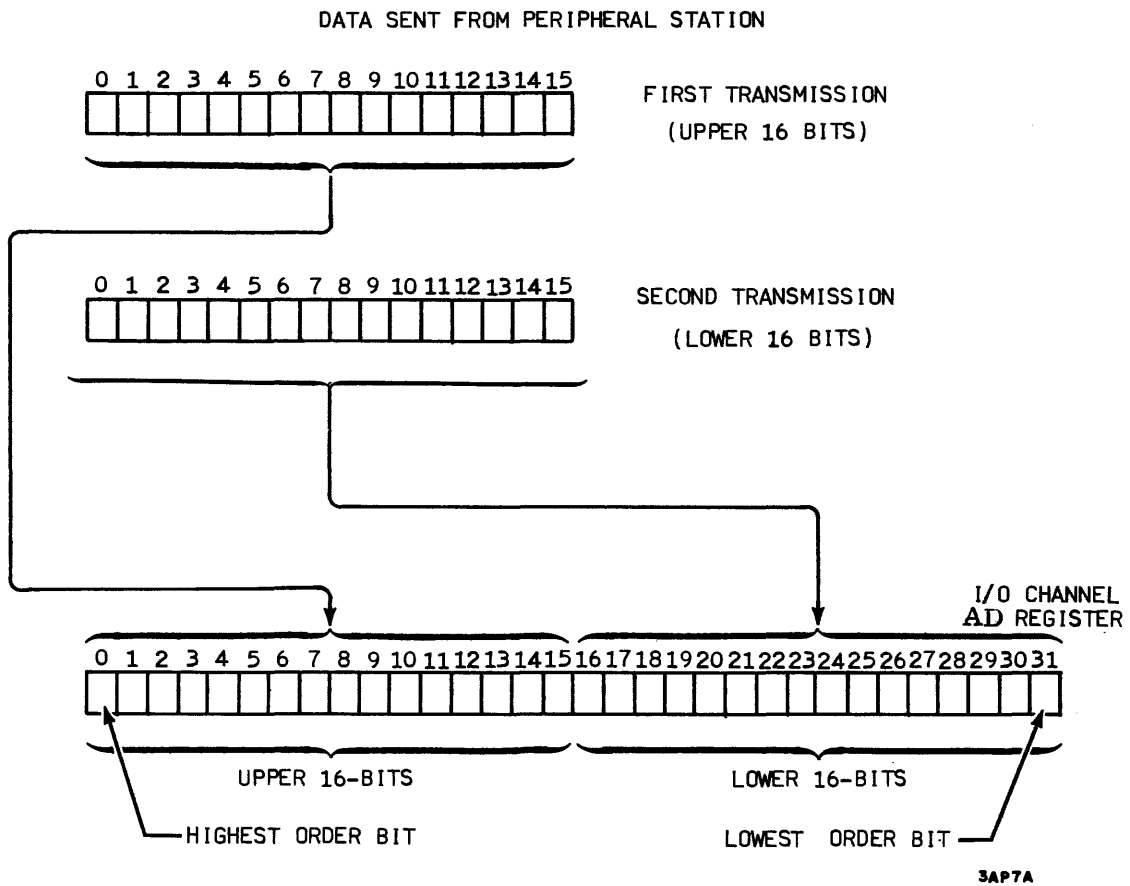 DATA SENT FROM PERIPHERAL STATION
0 1 2 3 4 5 6 7 8 9 10 11 12 13 14 15
FIRST TRANSMISSION
(UPPER 16 BITS)
0 1 2 3 4 5 6 7 8 9 10 11 12 13 14 15
SECOND TRANSMISSION
(LOWER 16 BITS)
I/O CHANNEL
AD REGISTER
0 1 2 3 4 5 6 7 8 9 10 11 12 13 14 15 16 17 18 19 20 21 22 23 24 25 26 27 28 29 30 31
UPPER 16-BITS
LOWER 16-BITS
HIGHEST ORDER BIT
LOWEST ORDER BIT
3AP7A